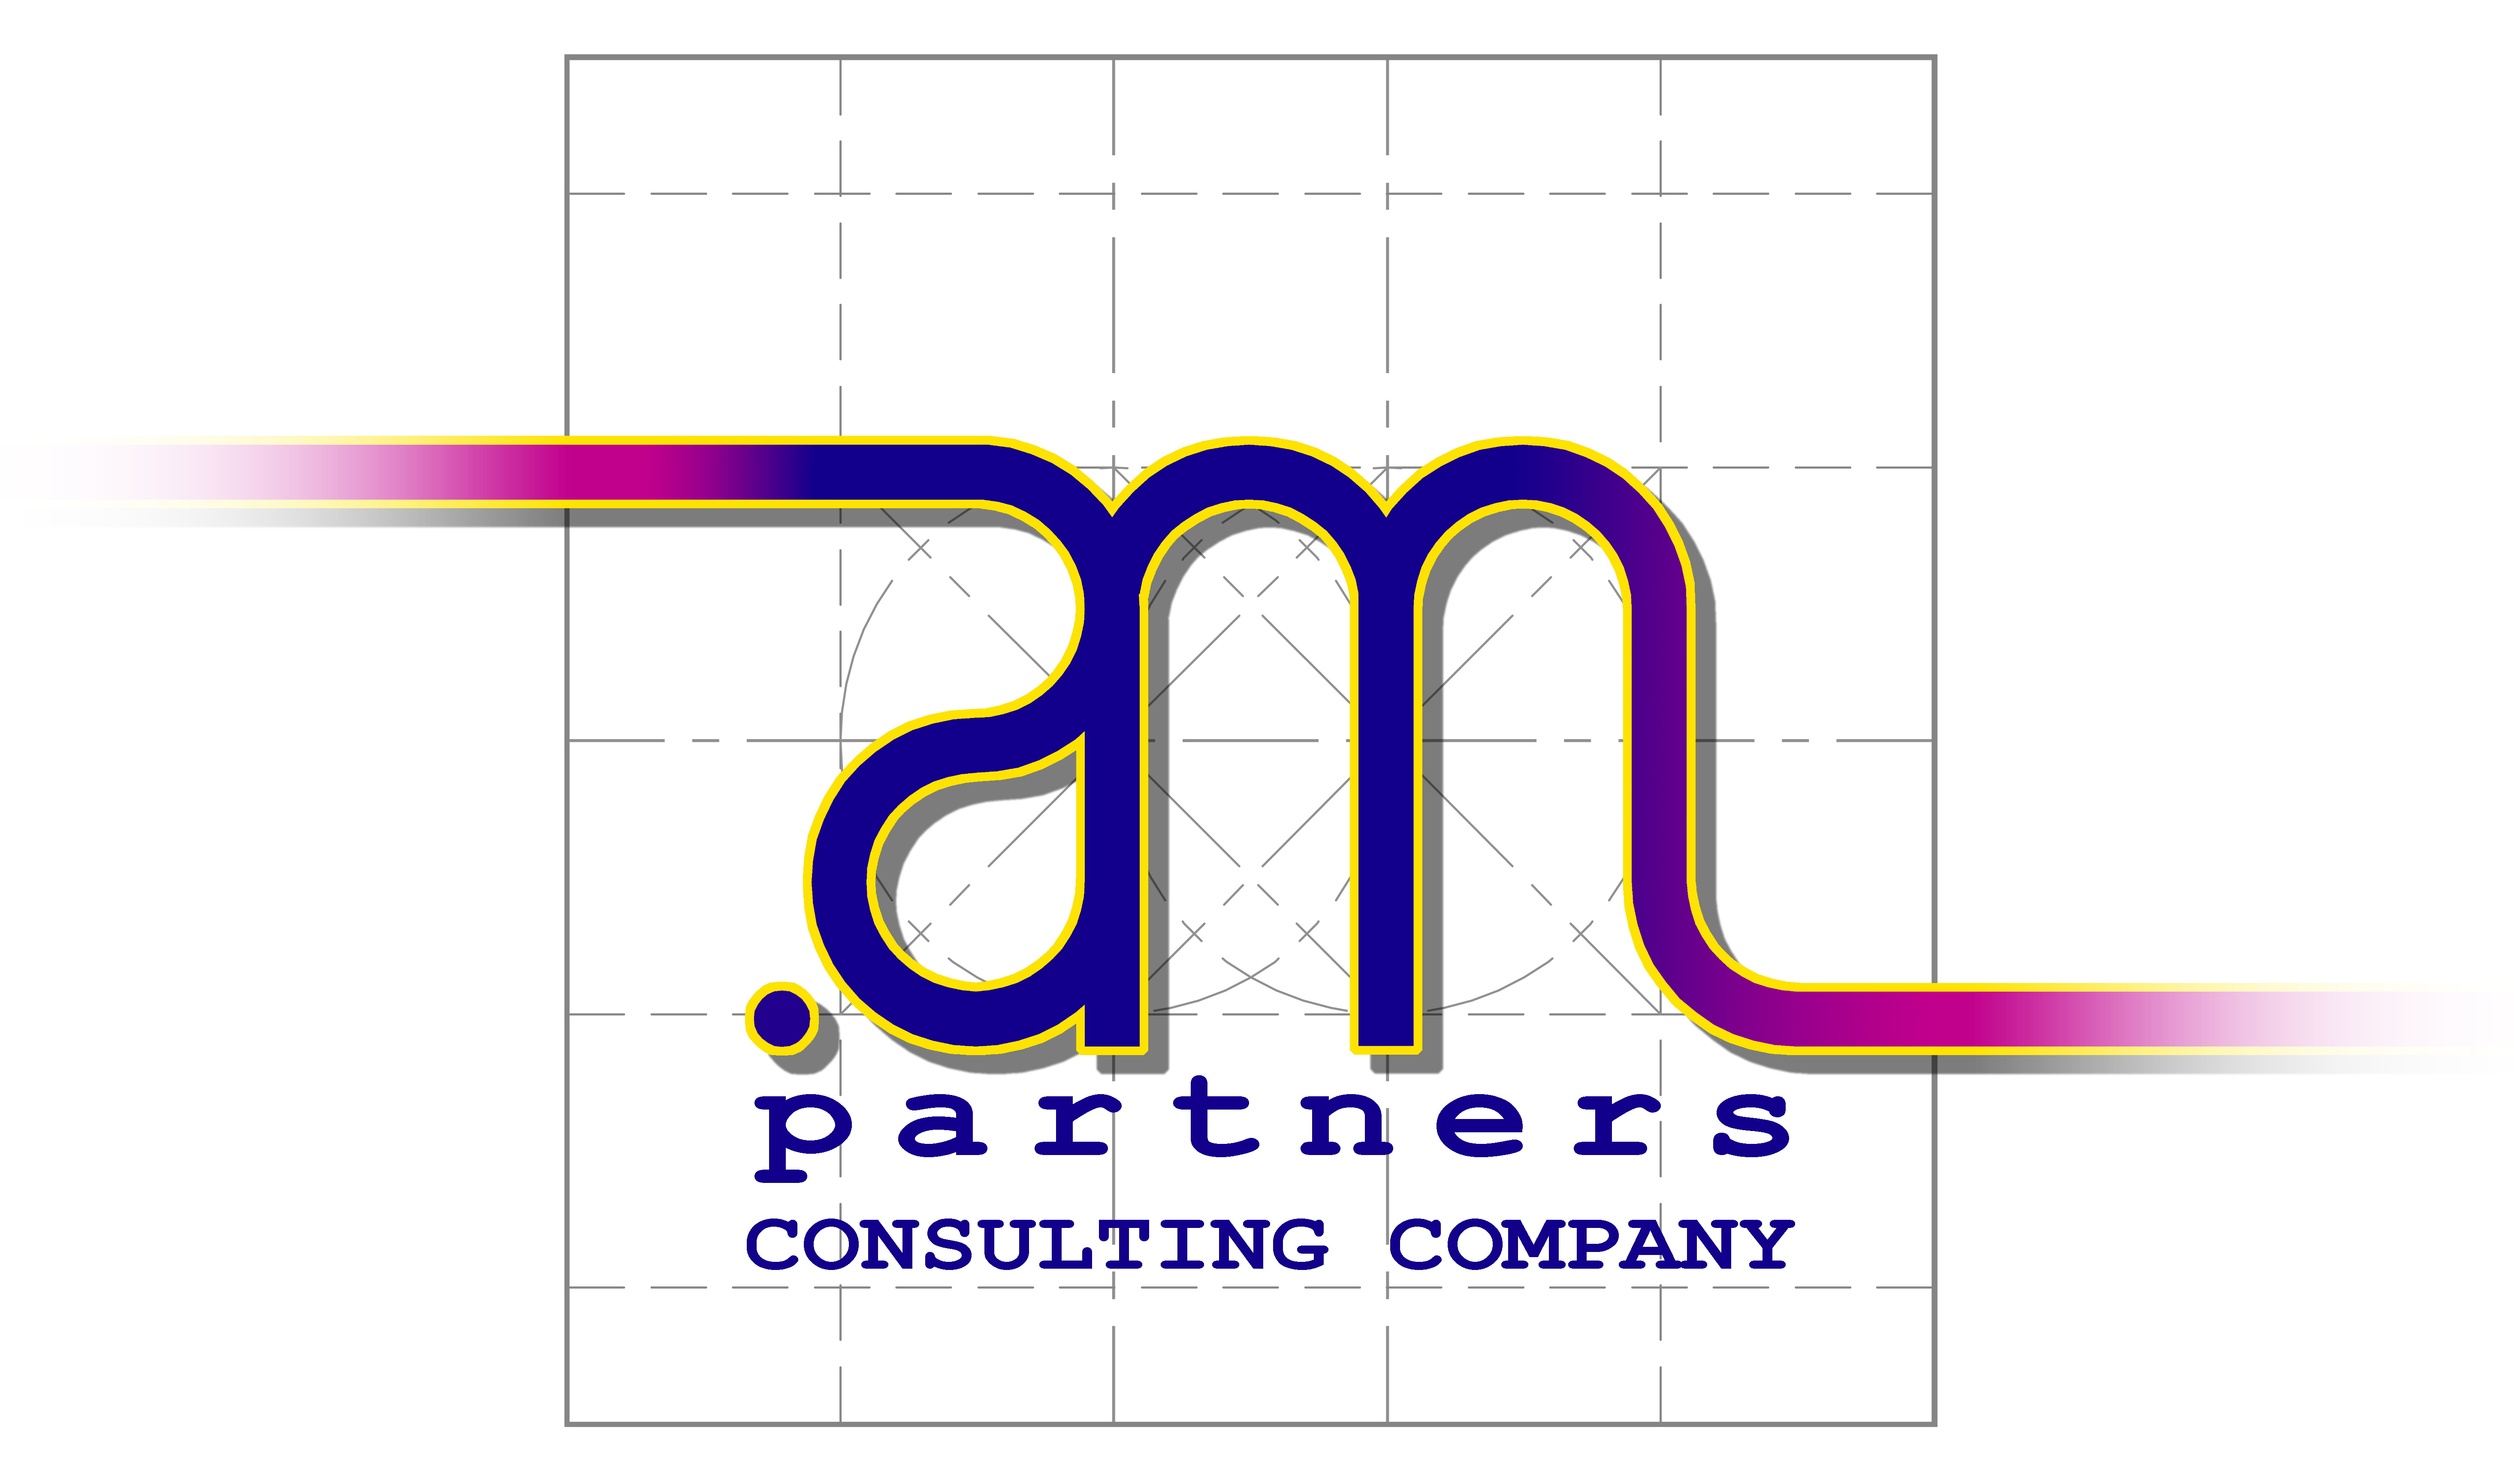 .am
partners
CONSULTING COMPANY